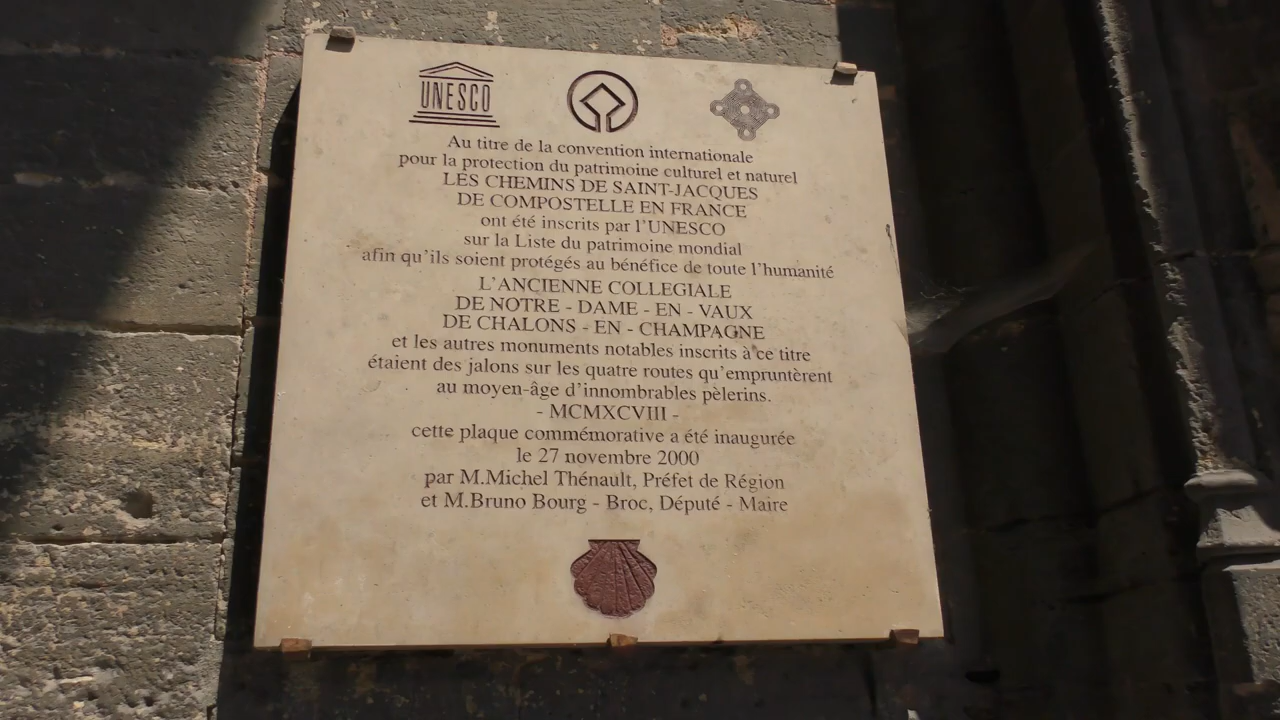 UNESCO
Au titre de la convention internationale
pour la protection du patrimoine culturel et naturel
LES CHEMINS DE SAINT-JACQUES
DE COMPOSTELLE EN FRANCE
ont été inscrits par l'UNESCO
sur la Liste du patrimoine mondial
afin qu'ils soient protégés au bénéfice de toute l'humanité
L'ANCIENNE COLLEGIALE
DE NOTRE - DAME - EN - VAUX
DE CHALONS - EN - CHAMPAGNE
et les autres monuments notables inscrits à ce titre
étaient des jalons sur les quatre routes qu'empruntèrent
au moyen-âge d'innombrables pèlerins.
- MCMXCVIII -
cette plaque commémorative a été inaugurée
le 27 novembre 2000
par M.Michel Thénault, Préfet de Région
et M.Bruno Bourg - Broc, Député - Maire